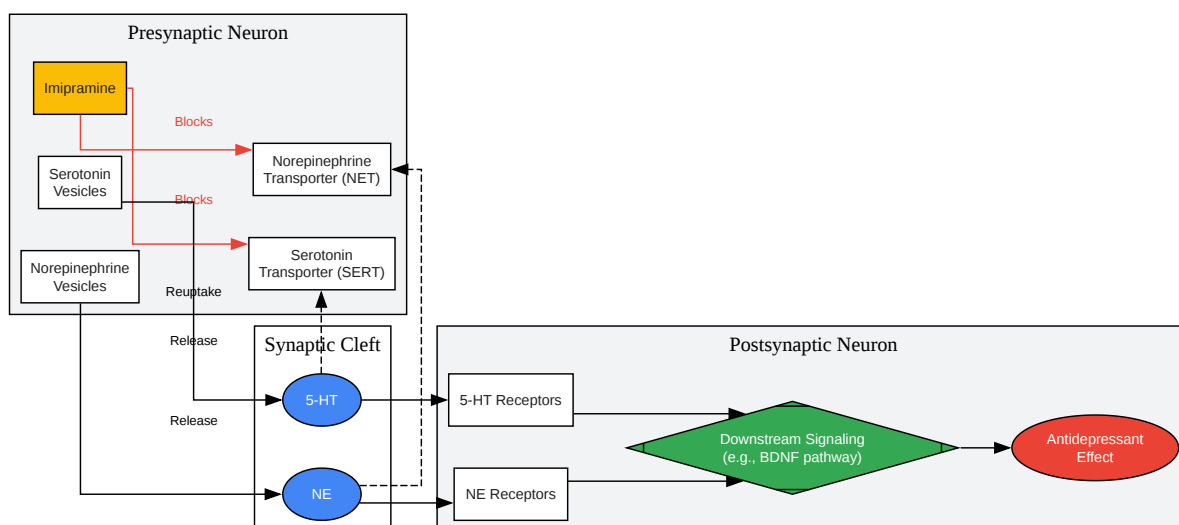 Presynaptic Neuron
Imipramine
Blocks
Norepinephrine
Transporter (NET)
Serotonin
Vesicles
Blocks
Serotonin
Transporter (SERT)
Norepinephrine
Vesicles
Reuptake
Release
Synaptic Cleft
Postsynaptic Neuron
5-HT
5-HT Receptors
Release
Downstream Signaling
(e.g., BDNF pathway)
Antidepressant
Effect
NE
NE Receptors